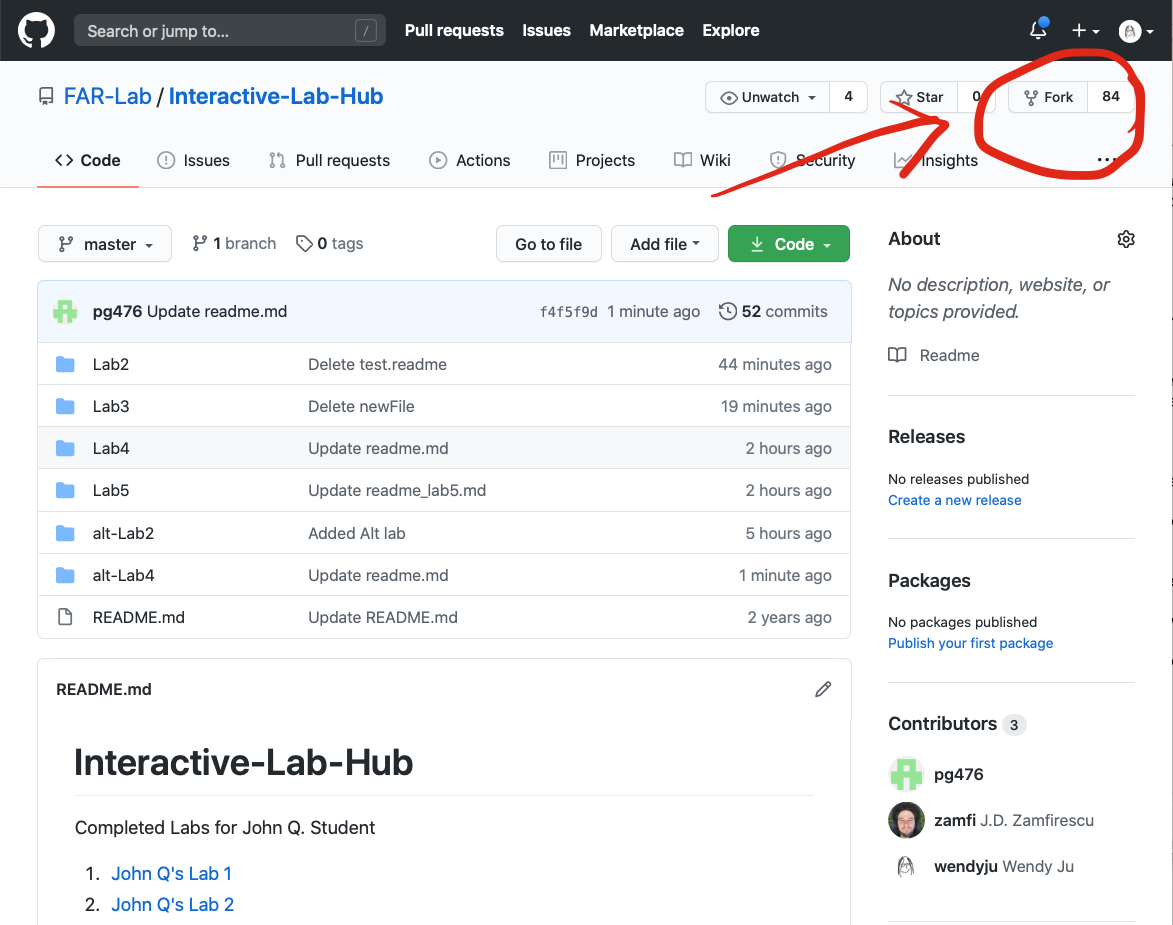 Search or jump to... / Pull requests Issues Marketplace Explore
FAR-Lab / Interactive-Lab-Hub Unwatch 4 Star 0 Fork 84
Code Issues Pull requests Actions Projects Wiki Security Insights ...
master 1 branch 0 tags Go to file Add file Code
About
No description, website, or
topics provided.
Readme
pg476 Update readme.md f4f5f9d 1 minute ago 52 commits
Lab2 Delete test.readme 44 minutes ago
Lab3 Delete newFile 19 minutes ago
Lab4 Update readme.md 2 hours ago
Lab5 Update readme_lab5.md 2 hours ago
alt-Lab2 Added Alt lab 5 hours ago
alt-Lab4 Update readme.md 1 minute ago
README.md Update README.md 2 years ago
Releases
No releases published
Create a new release
Packages
No packages published
Publish your first package
README.md
Interactive-Lab-Hub
Completed Labs for John Q. Student
1. John Q's Lab 1
2. John Q's Lab 2
Contributors 3
pg476
zamfi J.D. Zamfirescu
wendyju Wendy Ju